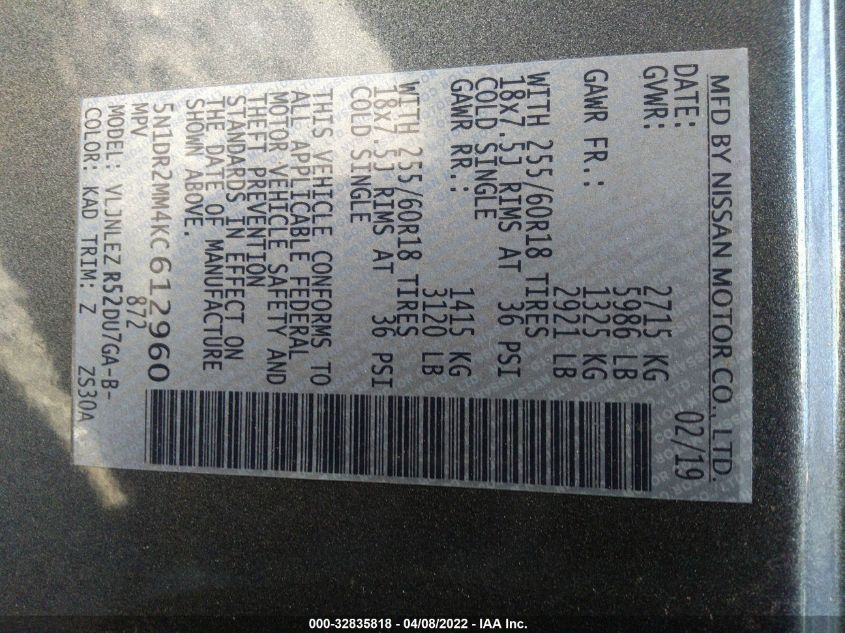 MFD BY NISSAN MOTOR CO., LTD.
DATE: 02/19
GVWR: 2715 KG
5986 LB
GAWR FR.: 1325 KG
2921 LB
WITH 255/60R18 TIRES
18x7.5J RIMS AT 36 PSI
COLD SINGLE
GAWR RR.: 1415 KG
3120 LB
WITH 255/60R18 TIRES
18x7.5J RIMS AT 36 PSI
COLD SINGLE
THIS VEHICLE CONFORMS TO
ALL APPLICABLE FEDERAL
MOTOR VEHICLE SAFETY AND
THEFT PREVENTION
STANDARDS IN EFFECT ON
THE DATE OF MANUFACTURE
SHOWN ABOVE.
5N1DR2MM4KC612960
MPV 872
MODEL: VLJNLEZ R52DU7GA-B-
COLOR: KAD TRIM: Z ZS30A
000-32835818 - 04/08/2022 - IAA Inc.